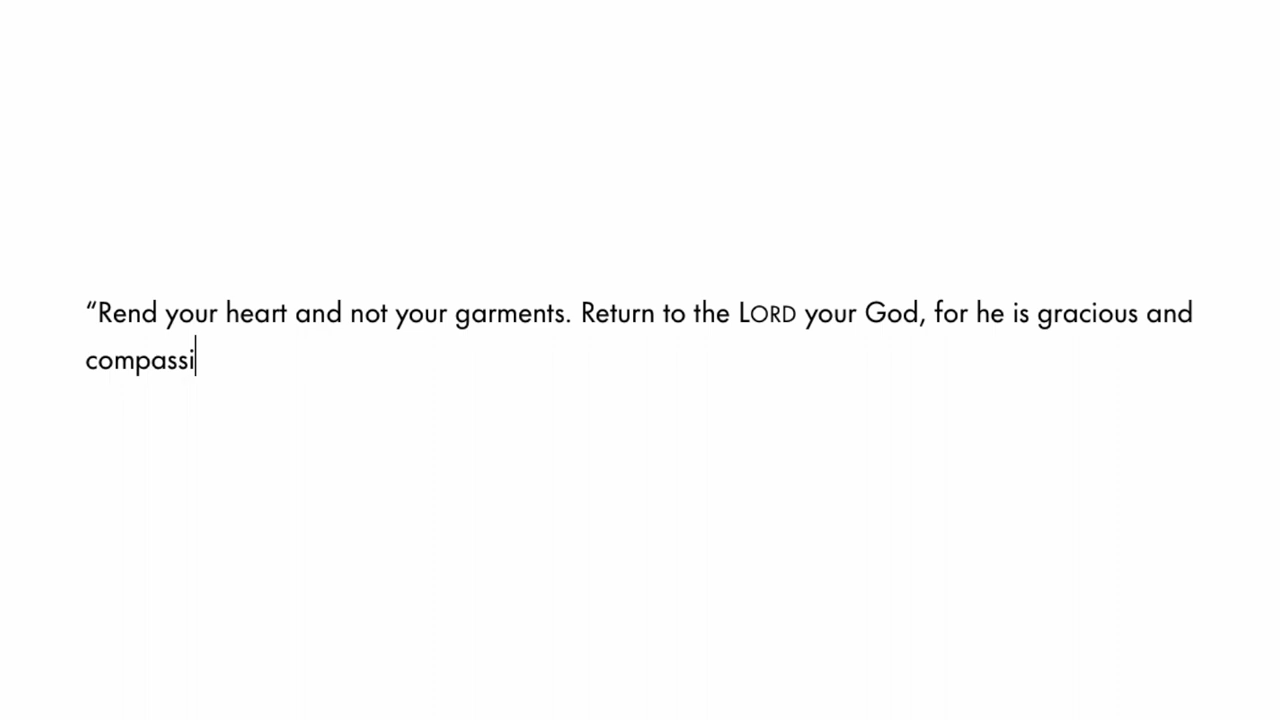 “Rend your heart and not your garments. Return to the LORD your God, for he is gracious and
compassi